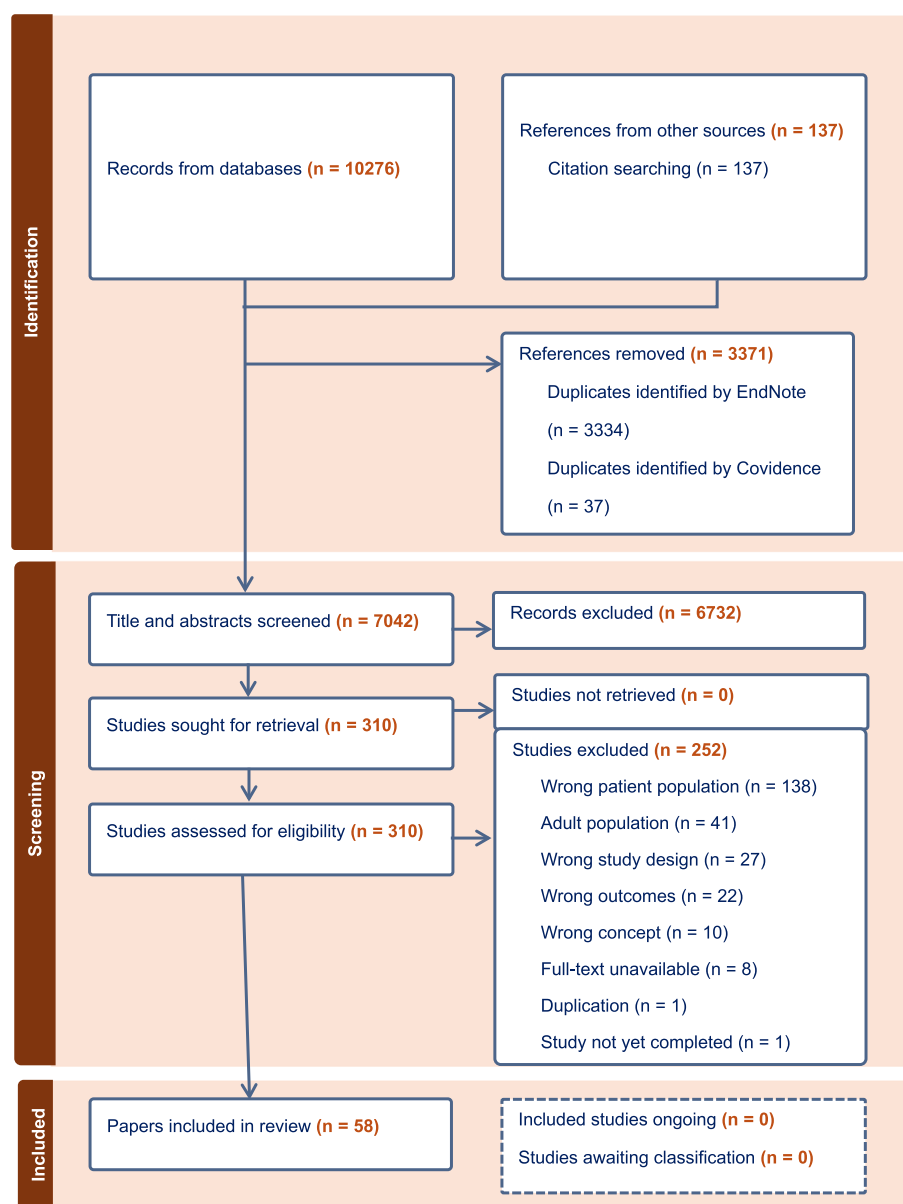 Identification
Records from databases (n = 10276)
References from other sources (n = 137)
Citation searching (n = 137)
References removed (n = 3371)
Duplicates identified by EndNote
(n = 3334)
Duplicates identified by Covidence
(n = 37)
Screening
Title and abstracts screened (n = 7042)
Records excluded (n = 6732)
Studies sought for retrieval (n = 310)
Studies not retrieved (n = 0)
Studies assessed for eligibility (n = 310)
Studies excluded (n = 252)
Wrong patient population (n = 138)
Adult population (n = 41)
Wrong study design (n = 27)
Wrong outcomes (n = 22)
Wrong concept (n = 10)
Full-text unavailable (n = 8)
Duplication (n = 1)
Study not yet completed (n = 1)
Included
Papers included in review (n = 58)
Included studies ongoing (n = 0)
Studies awaiting classification (n = 0)